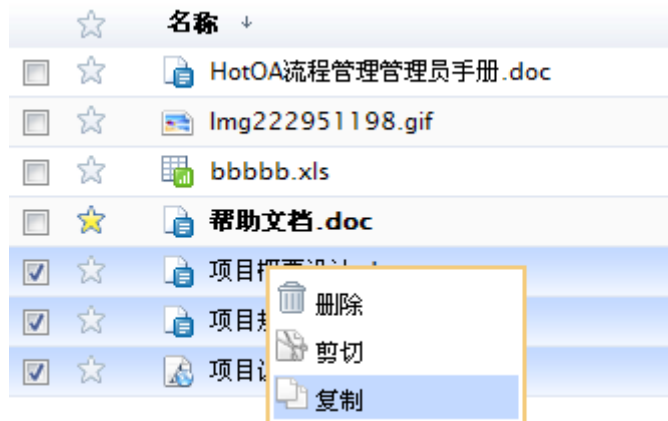 名称 ↓
HotOA流程管理管理员手册.doc
Img222951198.gif
bbbbb.xls
帮助文档.doc
项目
项目
项目
删除
剪切
复制